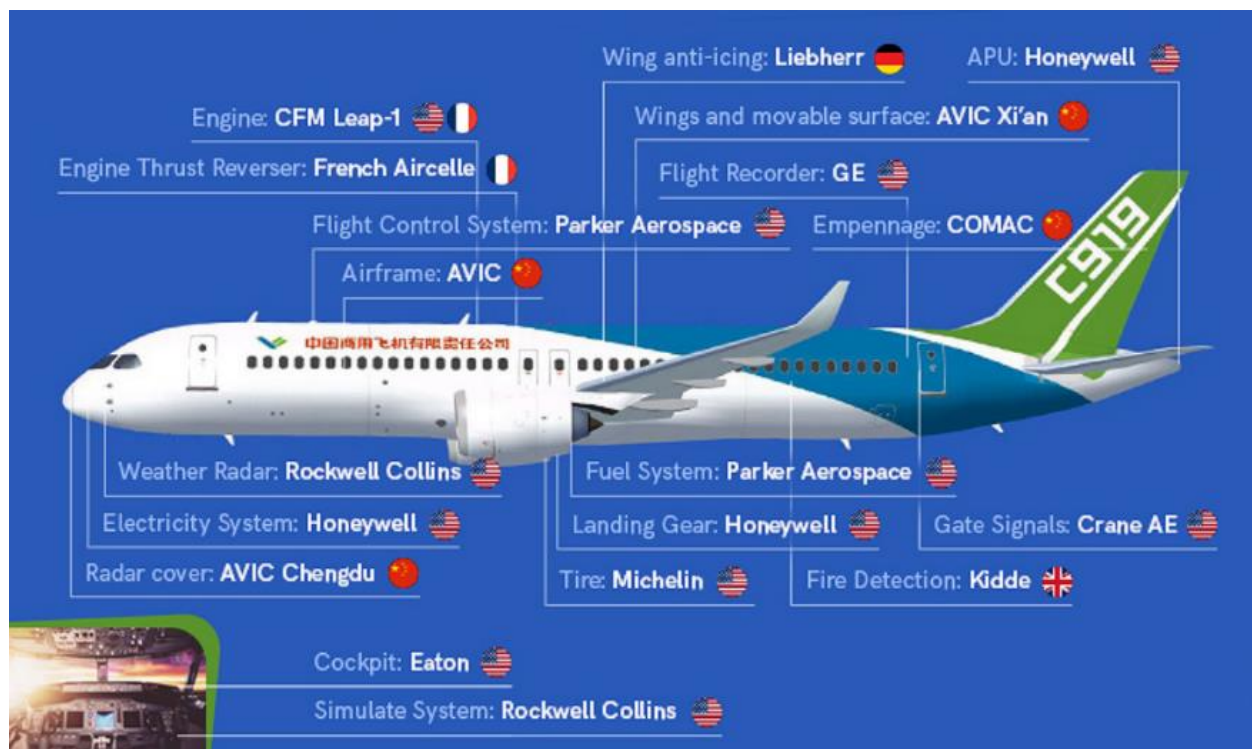 Wing anti-icing: Liebherr
APU: Honeywell
Engine: CFM Leap-1
Wings and movable surface: AVIC Xi'an
Engine Thrust Reverser: French Aircelle
Flight Recorder: GE
Flight Control System: Parker Aerospace
Empennage: COMAC
C919
Airframe: AVIC
中国商用飞机有限责任公司
Weather Radar: Rockwell Collins
Fuel System: Parker Aerospace
Electricity System: Honeywell
Landing Gear: Honeywell
Gate Signals: Crane AE
Radar cover: AVIC Chengdu
Tire: Michelin
Fire Detection: Kidde
Cockpit: Eaton
Simulate System: Rockwell Collins